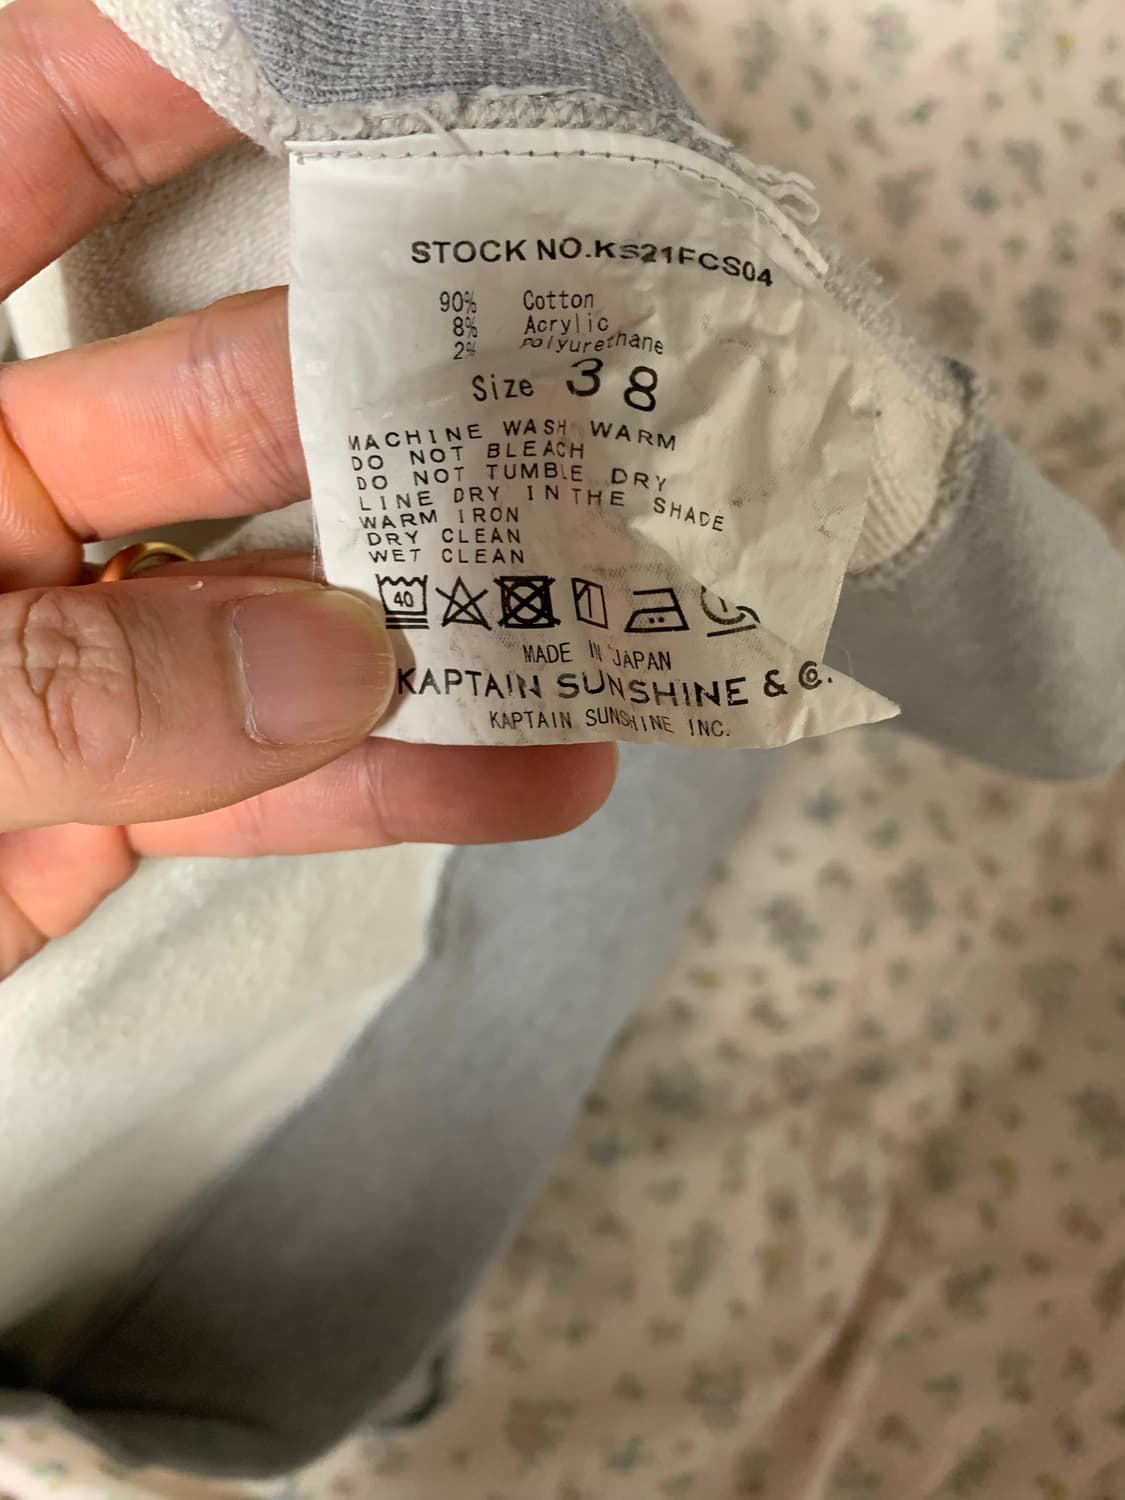 STOCK NO.KS21FCS04
90% Cotton
8% Acrylic
2% polyurethane
Size 38
MACHINE WASH WARM
DO NOT BLEACH
DO NOT TUMBLE DRY
LINE DRY IN THE SHADE
WARM IRON
DRY CLEAN
WET CLEAN
40
MADE IN JAPAN
KAPTAIN SUNSHINE & Co.
KAPTAIN SUNSHINE INC.